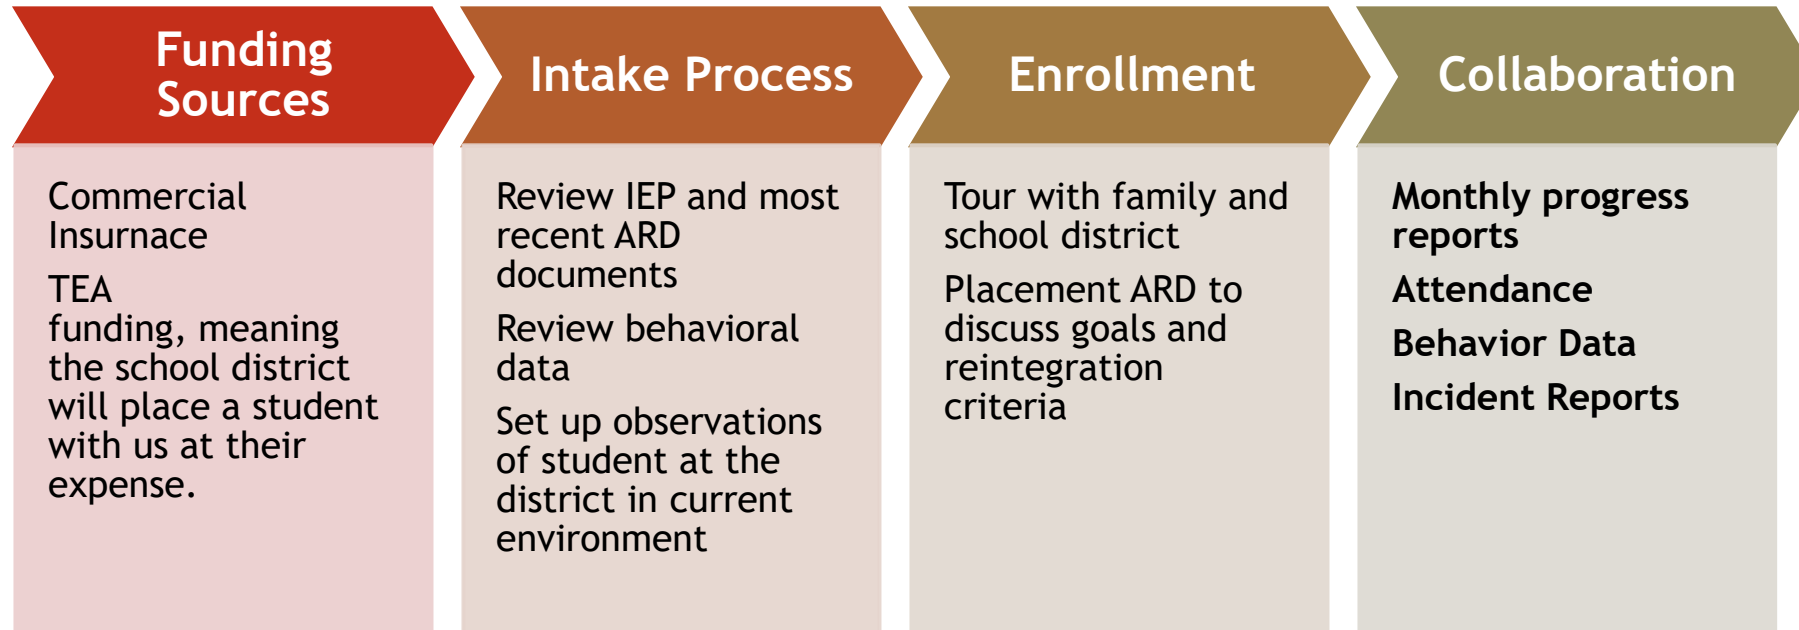 Funding
Sources
Commercial
Insurnace
TEA
funding, meaning
the school district
will place a student
with us at their
expense.
Intake Process
Review IEP and most
recent ARD
documents
Review behavioral
data
Set up observations
of student at the
district in current
environment
Enrollment
Tour with family and
school district
Placement ARD to
discuss goals and
reintegration
criteria
Collaboration
Monthly progress
reports
Attendance
Behavior Data
Incident Reports